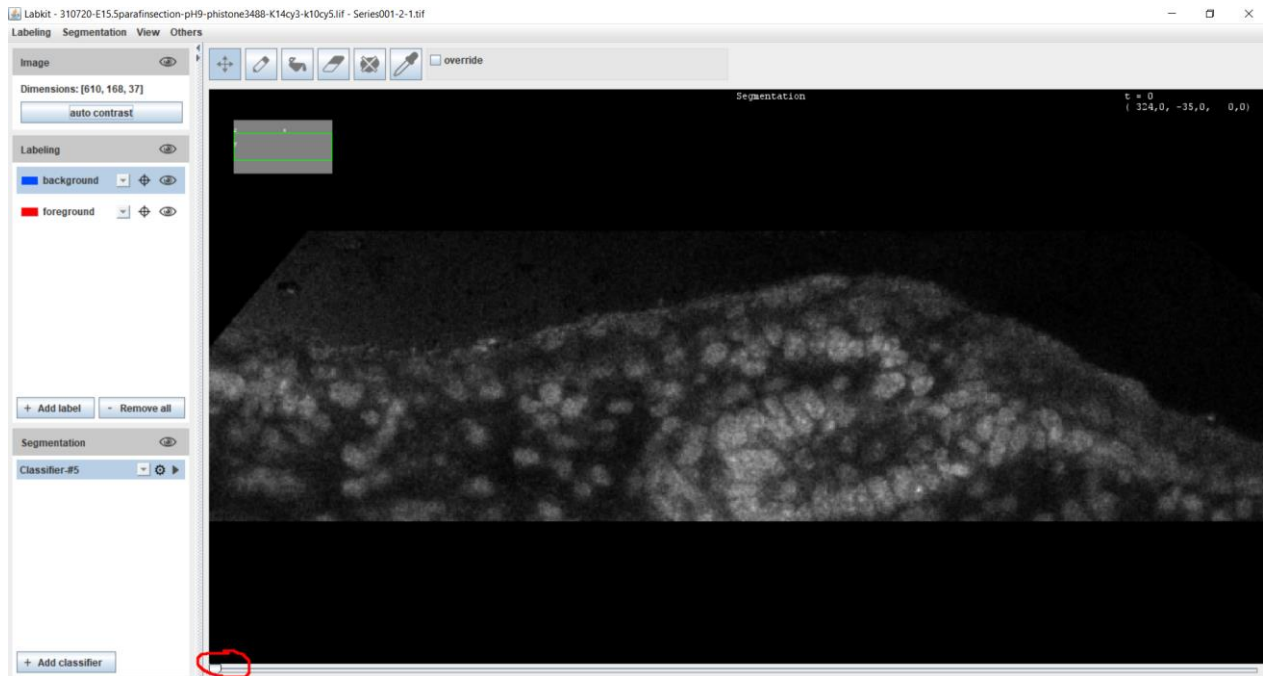 Labkit - 310720-E15.5parafinsection-pH9-phistone3488-K14cy3-k10cy5.lif - Series001-2-1.tif
Labeling Segmentation View Others
Image
override
Dimensions: [610, 168, 37]
auto contrast
Segmentation
t = 0
( 324,0, -35,0, 0,0)
Labeling
background
foreground
+ Add label
- Remove all
Segmentation
Classifier-#5
+ Add classifier